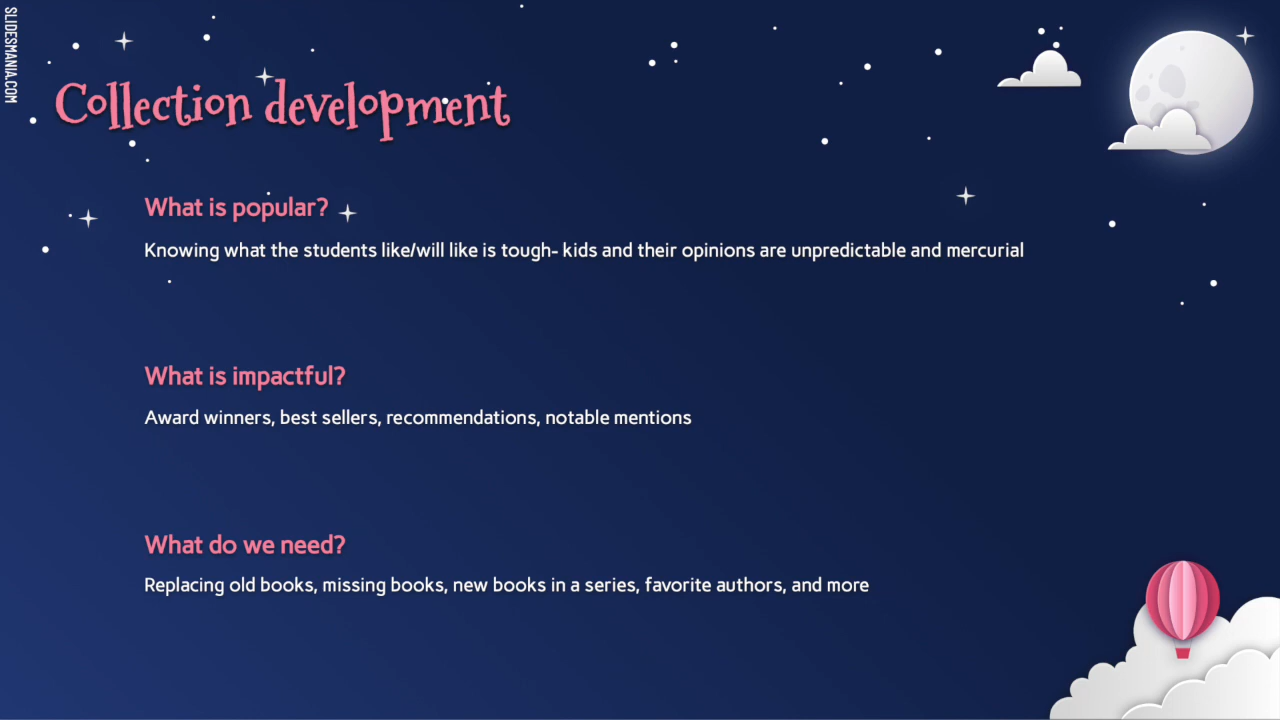 SLIDESMANIA.COM
Collection development
What is popular?
Knowing what the students like/will like is tough- kids and their opinions are unpredictable and mercurial
What is impactful?
Award winners, best sellers, recommendations, notable mentions
What do we need?
Replacing old books, missing books, new books in a series, favorite authors, and more